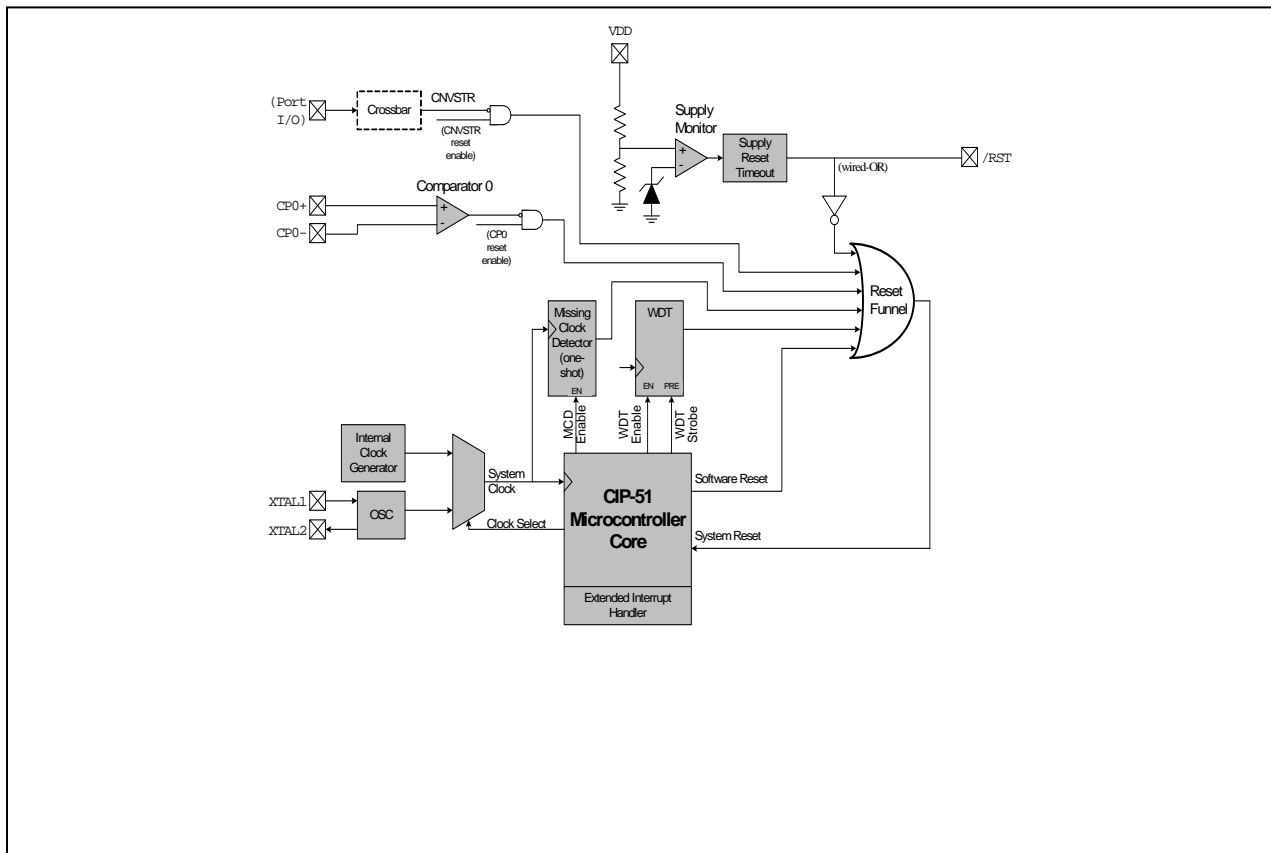 VDD
(Port
I/O)
Crossbar
CNVSTR
(CNVSTR
reset
enable)
Supply
Monitor
+
-
Supply
Reset
Timeout
(wired-OR)
/RST
Comparator 0
CP0+
CP0-
+
-
(CP0
reset
enable)
Reset
Funnel
Missing
Clock
Detector
(one-
shot)
EN
WDT
EN
PRE
MCD
Enable
WDT
Enable
WDT
Strobe
Internal
Clock
Generator
System
Clock
XTAL1
XTAL2
OSC
Clock Select
CIP-51
Microcontroller
Core
Software Reset
System Reset
Extended Interrupt
Handler